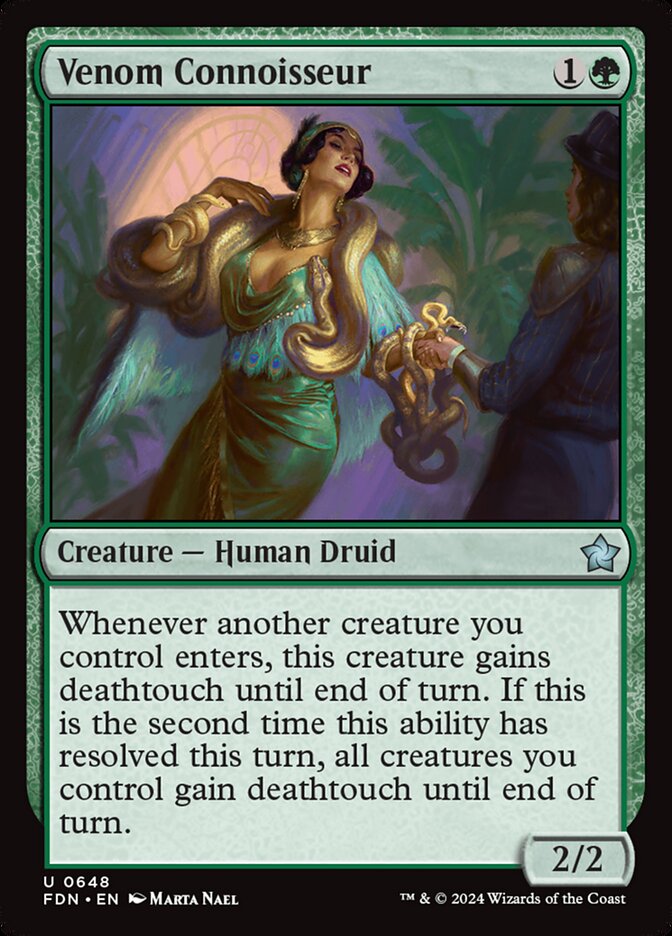 Venom Connoisseur 1
Creature — Human Druid
Whenever another creature you
control enters, this creature gains
deathtouch until end of turn. If this
is the second time this ability has
resolved this turn, all creatures you
control gain deathtouch until end of
turn.
2/2
U 0648
FDN • EN Marta Nael
™ & © 2024 Wizards of the Coast